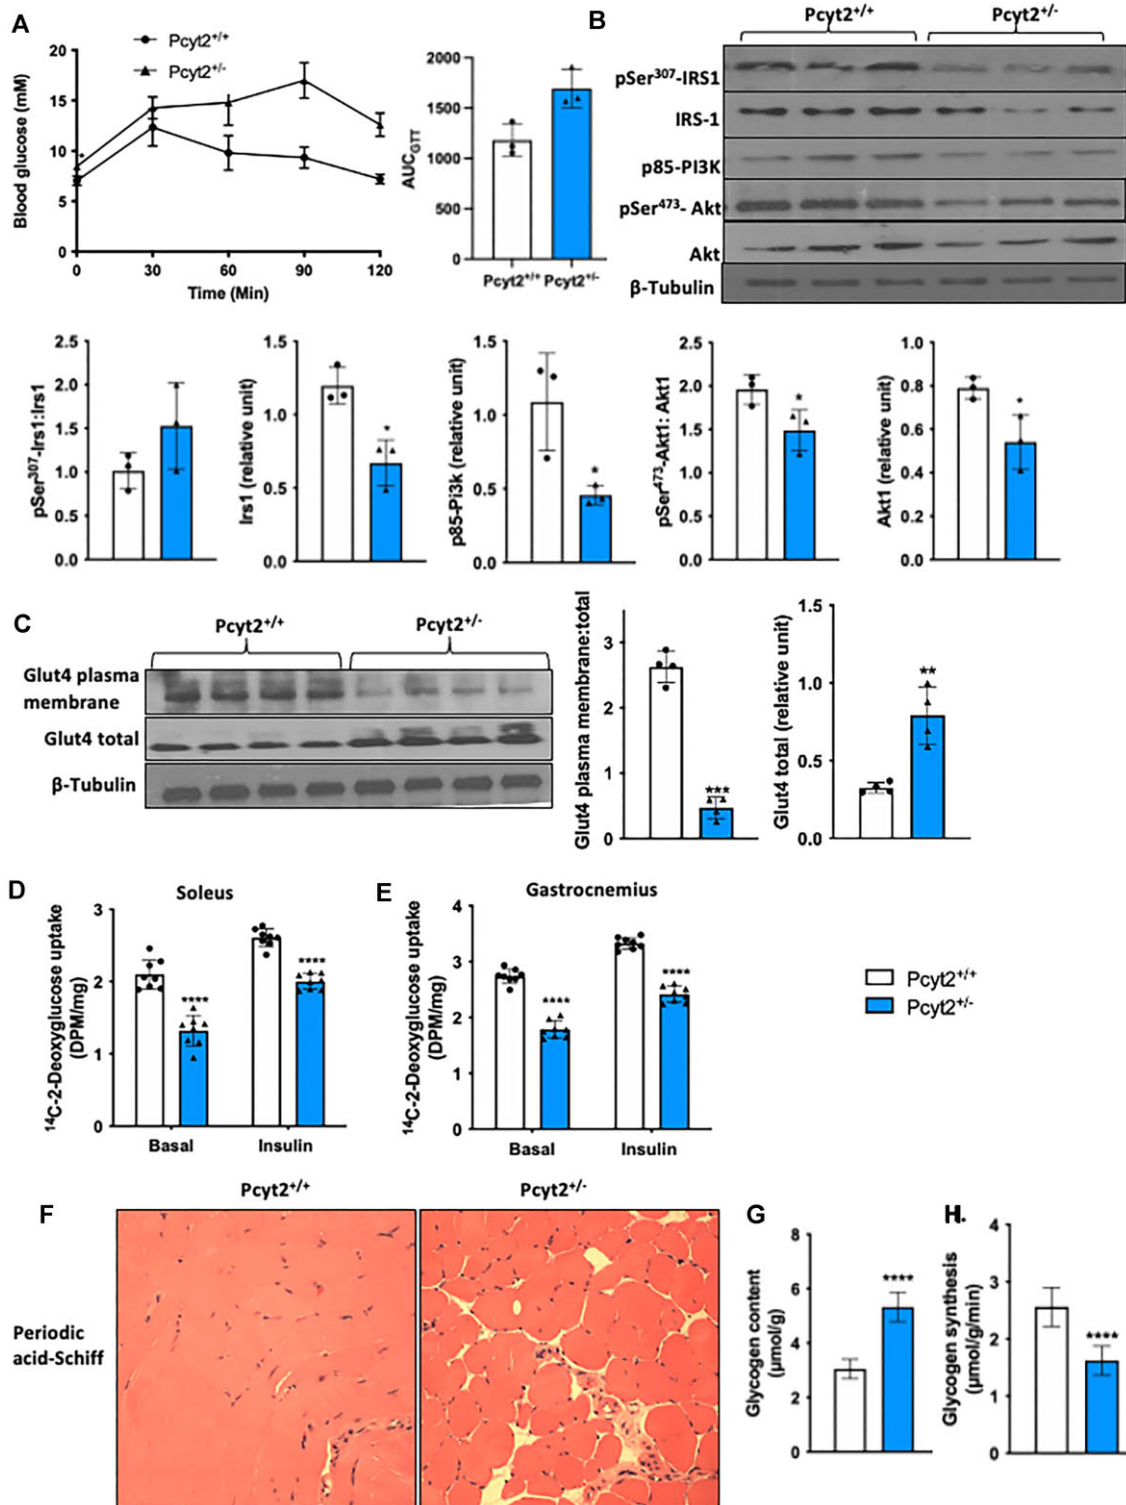 A
Pcyt2+/+
Pcyt2+/-
Blood glucose (mM)
20
15
10
5
0
0 30 60 90 120
Time (Min)
*
AUCGTT
2000
1500
1000
500
0
Pcyt2+/+ Pcyt2+/-
B
Pcyt2+/+ Pcyt2+/-
pSer307-IRS1
IRS-1
p85-PI3K
pSer473- Akt
Akt
β-Tubulin
pSer307-Irs1:Irs1
2.5
2.0
1.5
1.0
0.5
0.0
Irs1 (relative unit)
1.5
1.0
0.5
0.0
*
p85-Pi3k (relative unit)
1.5
1.0
0.5
0.0
*
pSer473-Akt1: Akt1
2.5
2.0
1.5
1.0
0.5
0.0
*
Akt1 (relative unit)
1.0
0.8
0.6
0.4
0.2
0.0
*
C
Pcyt2+/+ Pcyt2+/-
Glut4 plasma
membrane
Glut4 total
β-Tubulin
Glut4 plasma membrane:total
3
2
1
0
***
Glut4 total (relative unit)
1.5
1.0
0.5
0.0
**
D
Soleus
14C-2-Deoxyglucose uptake
(DPM/mg)
3
2
1
0
****
****
Basal Insulin
E
Gastrocnemius
14C-2-Deoxyglucose uptake
(DPM/mg)
4
3
2
1
0
****
****
Basal Insulin
Pcyt2+/+
Pcyt2+/-
F
Pcyt2+/+ Pcyt2+/-
Periodic
acid-Schiff
G
Glycogen content
(µmol/g)
8
6
4
2
0
****
H.
Glycogen synthesis
(µmol/g/min)
4
3
2
1
0
****